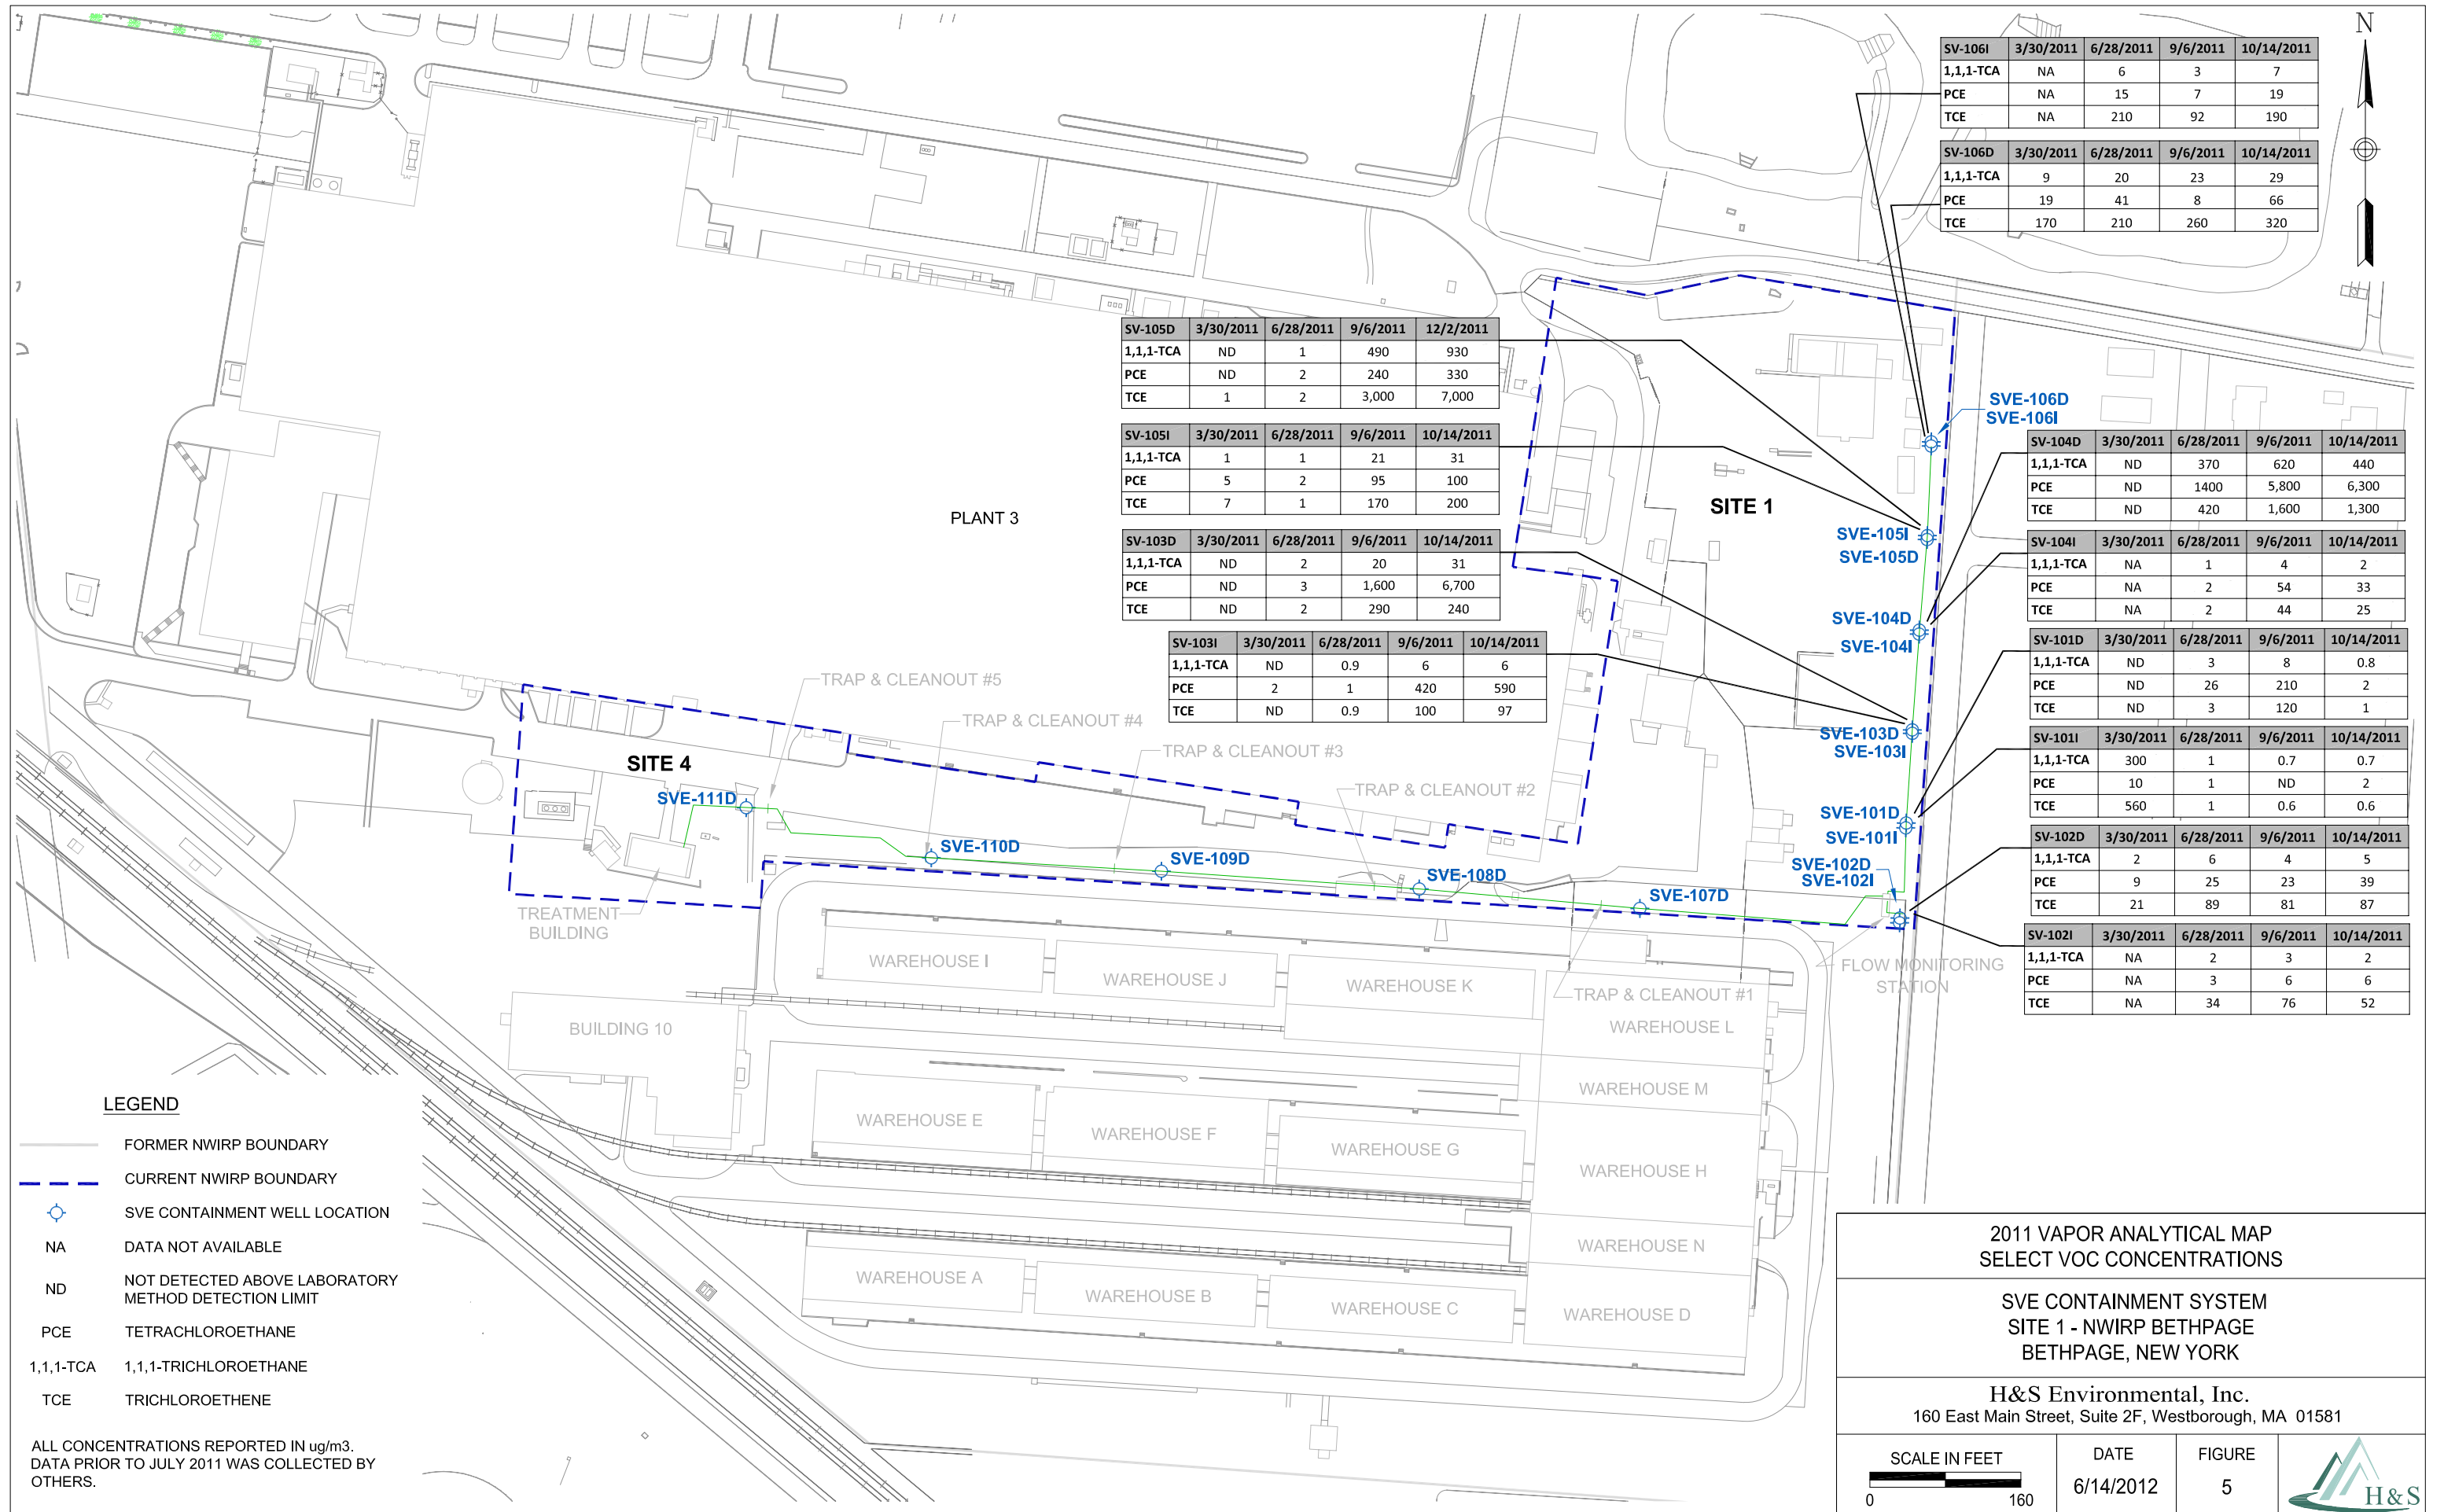 N
SV-106I 3/30/2011 6/28/2011 9/6/2011 10/14/2011
1,1,1-TCA NA 6 3 7
PCE NA 15 7 19
TCE NA 210 92 190
SV-106D 3/30/2011 6/28/2011 9/6/2011 10/14/2011
1,1,1-TCA 9 20 23 29
PCE 19 41 8 66
TCE 170 210 260 320
SV-105D 3/30/2011 6/28/2011 9/6/2011 12/2/2011
1,1,1-TCA ND 1 490 930
PCE ND 2 240 330
TCE 1 2 3,000 7,000
SV-105I 3/30/2011 6/28/2011 9/6/2011 10/14/2011
1,1,1-TCA 1 1 21 31
PCE 5 2 95 100
TCE 7 1 170 200
SV-103D 3/30/2011 6/28/2011 9/6/2011 10/14/2011
1,1,1-TCA ND 2 20 31
PCE ND 3 1,600 6,700
TCE ND 2 290 240
SV-103I 3/30/2011 6/28/2011 9/6/2011 10/14/2011
1,1,1-TCA ND 0.9 6 6
PCE 2 1 420 590
TCE ND 0.9 100 97
SV-104D 3/30/2011 6/28/2011 9/6/2011 10/14/2011
1,1,1-TCA ND 370 620 440
PCE ND 1400 5,800 6,300
TCE ND 420 1,600 1,300
SV-104I 3/30/2011 6/28/2011 9/6/2011 10/14/2011
1,1,1-TCA NA 1 4 2
PCE NA 2 54 33
TCE NA 2 44 25
SV-101D 3/30/2011 6/28/2011 9/6/2011 10/14/2011
1,1,1-TCA ND 3 8 0.8
PCE ND 26 210 2
TCE ND 3 120 1
SV-101I 3/30/2011 6/28/2011 9/6/2011 10/14/2011
1,1,1-TCA 300 1 0.7 0.7
PCE 10 1 ND 2
TCE 560 1 0.6 0.6
SV-102D 3/30/2011 6/28/2011 9/6/2011 10/14/2011
1,1,1-TCA 2 6 4 5
PCE 9 25 23 39
TCE 21 89 81 87
SV-102I 3/30/2011 6/28/2011 9/6/2011 10/14/2011
1,1,1-TCA NA 2 3 2
PCE NA 3 6 6
TCE NA 34 76 52
SVE-106D
SVE-106I
SITE 1
SVE-105I
SVE-105D
SVE-104D
SVE-104I
SVE-103D
SVE-103I
SVE-101D
SVE-101I
SVE-102D
SVE-102I
PLANT 3
TRAP & CLEANOUT #5
TRAP & CLEANOUT #4
TRAP & CLEANOUT #3
TRAP & CLEANOUT #2
SITE 4
SVE-111D
SVE-110D
SVE-109D
SVE-108D
SVE-107D
TREATMENT
BUILDING
FLOW MONITORING
STATION
TRAP & CLEANOUT #1
WAREHOUSE I
WAREHOUSE J
WAREHOUSE K
WAREHOUSE L
BUILDING 10
WAREHOUSE M
WAREHOUSE E
WAREHOUSE F
WAREHOUSE G
WAREHOUSE H
WAREHOUSE N
WAREHOUSE A
WAREHOUSE B
WAREHOUSE C
WAREHOUSE D
LEGEND
FORMER NWIRP BOUNDARY
CURRENT NWIRP BOUNDARY
SVE CONTAINMENT WELL LOCATION
NA DATA NOT AVAILABLE
ND NOT DETECTED ABOVE LABORATORY
METHOD DETECTION LIMIT
PCE TETRACHLOROETHANE
1,1,1-TCA 1,1,1-TRICHLOROETHANE
TCE TRICHLOROETHENE
ALL CONCENTRATIONS REPORTED IN ug/m3.
DATA PRIOR TO JULY 2011 WAS COLLECTED BY
OTHERS.
2011 VAPOR ANALYTICAL MAP
SELECT VOC CONCENTRATIONS
SVE CONTAINMENT SYSTEM
SITE 1 - NWIRP BETHPAGE
BETHPAGE, NEW YORK
H&S Environmental, Inc.
160 East Main Street, Suite 2F, Westborough, MA 01581
SCALE IN FEET
0 160
DATE
6/14/2012
FIGURE
5
H&S